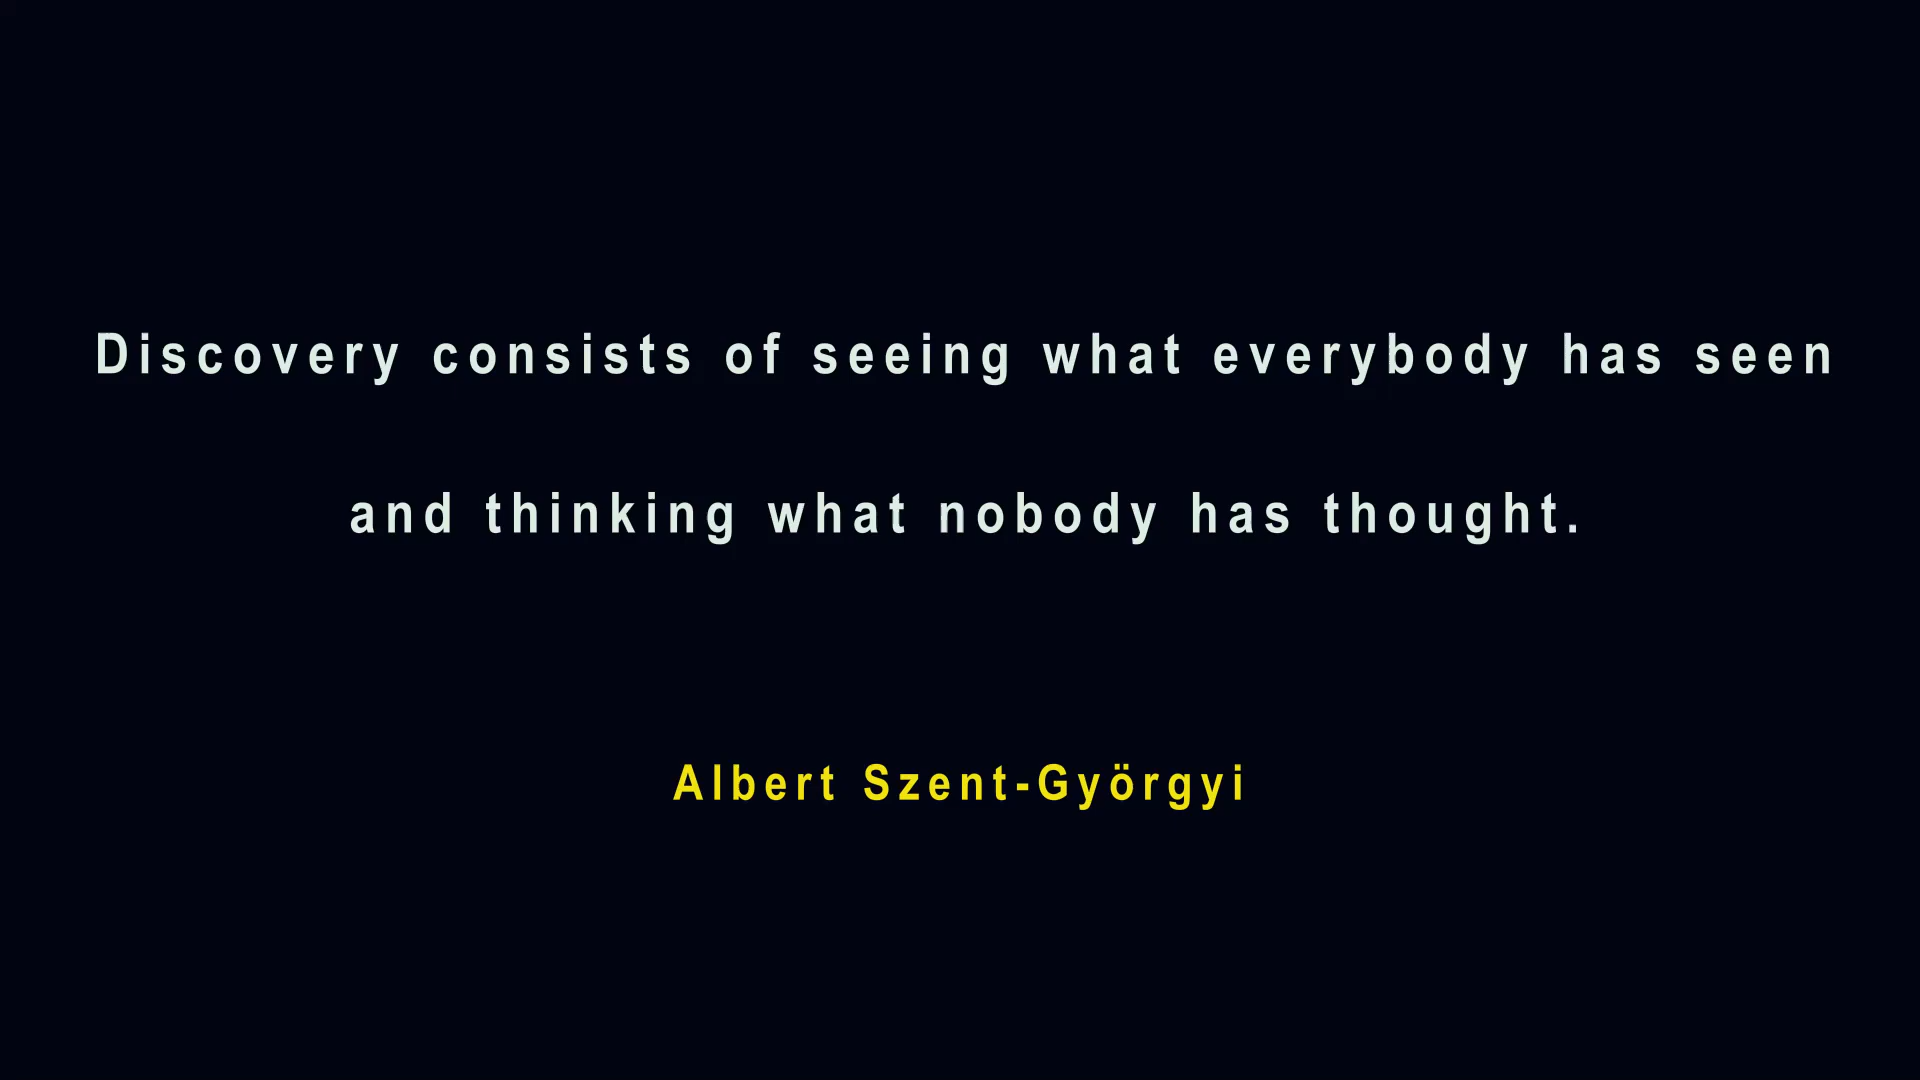 Discovery consists of seeing what everybody has seen
and thinking what nobody has thought.
Albert Szent-Györgyi